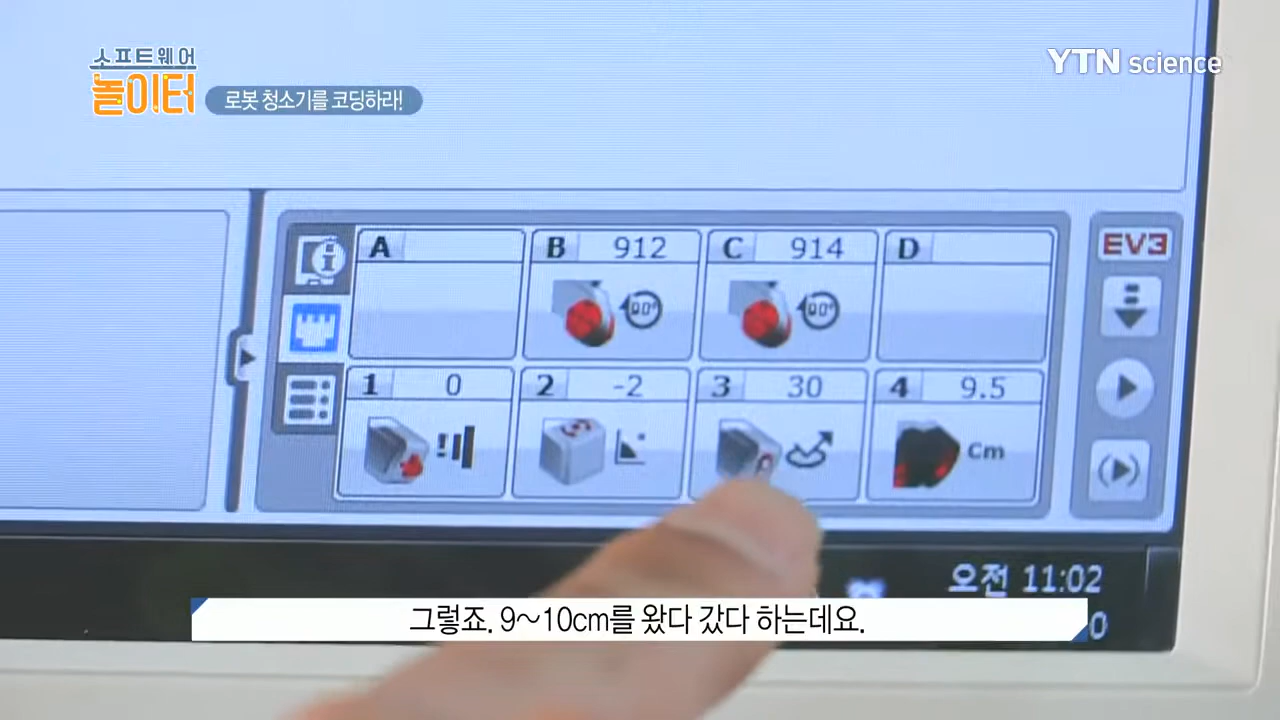 소프트웨어
놀이터
로봇 청소기를 코딩하라!
YTN science
A
B 912
C 914
D
EV3
1 0
2 -2
3 30
4 9.5
Cm
오전 11:02
그렇죠. 9~10cm를 왔다 갔다 하는데요.